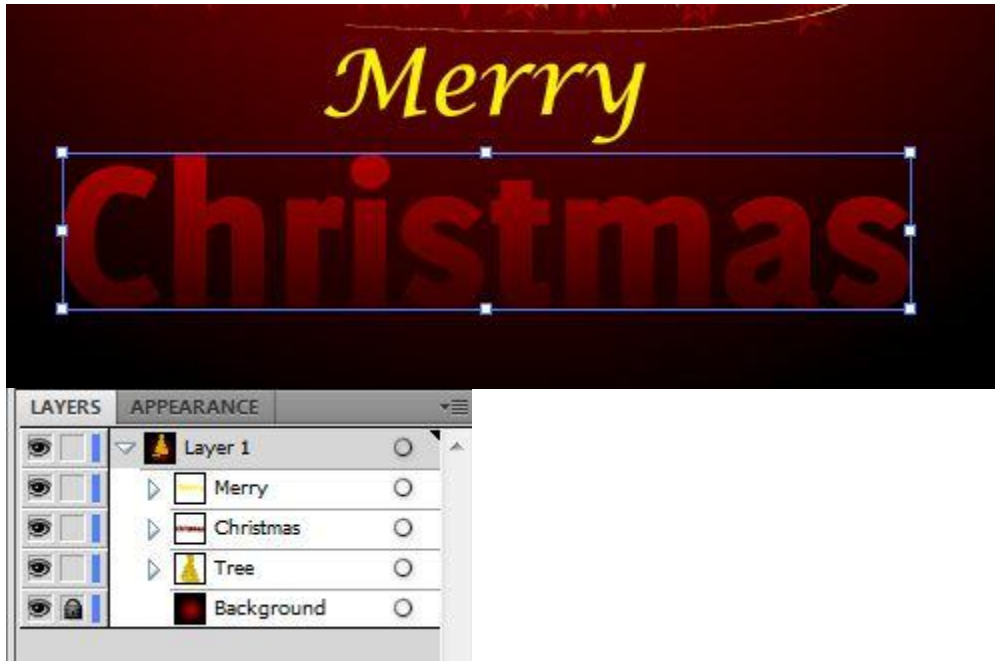 Merry
Christmas
LAYERS APPEARANCE
Layer 1
Merry
Christmas
Tree
Background